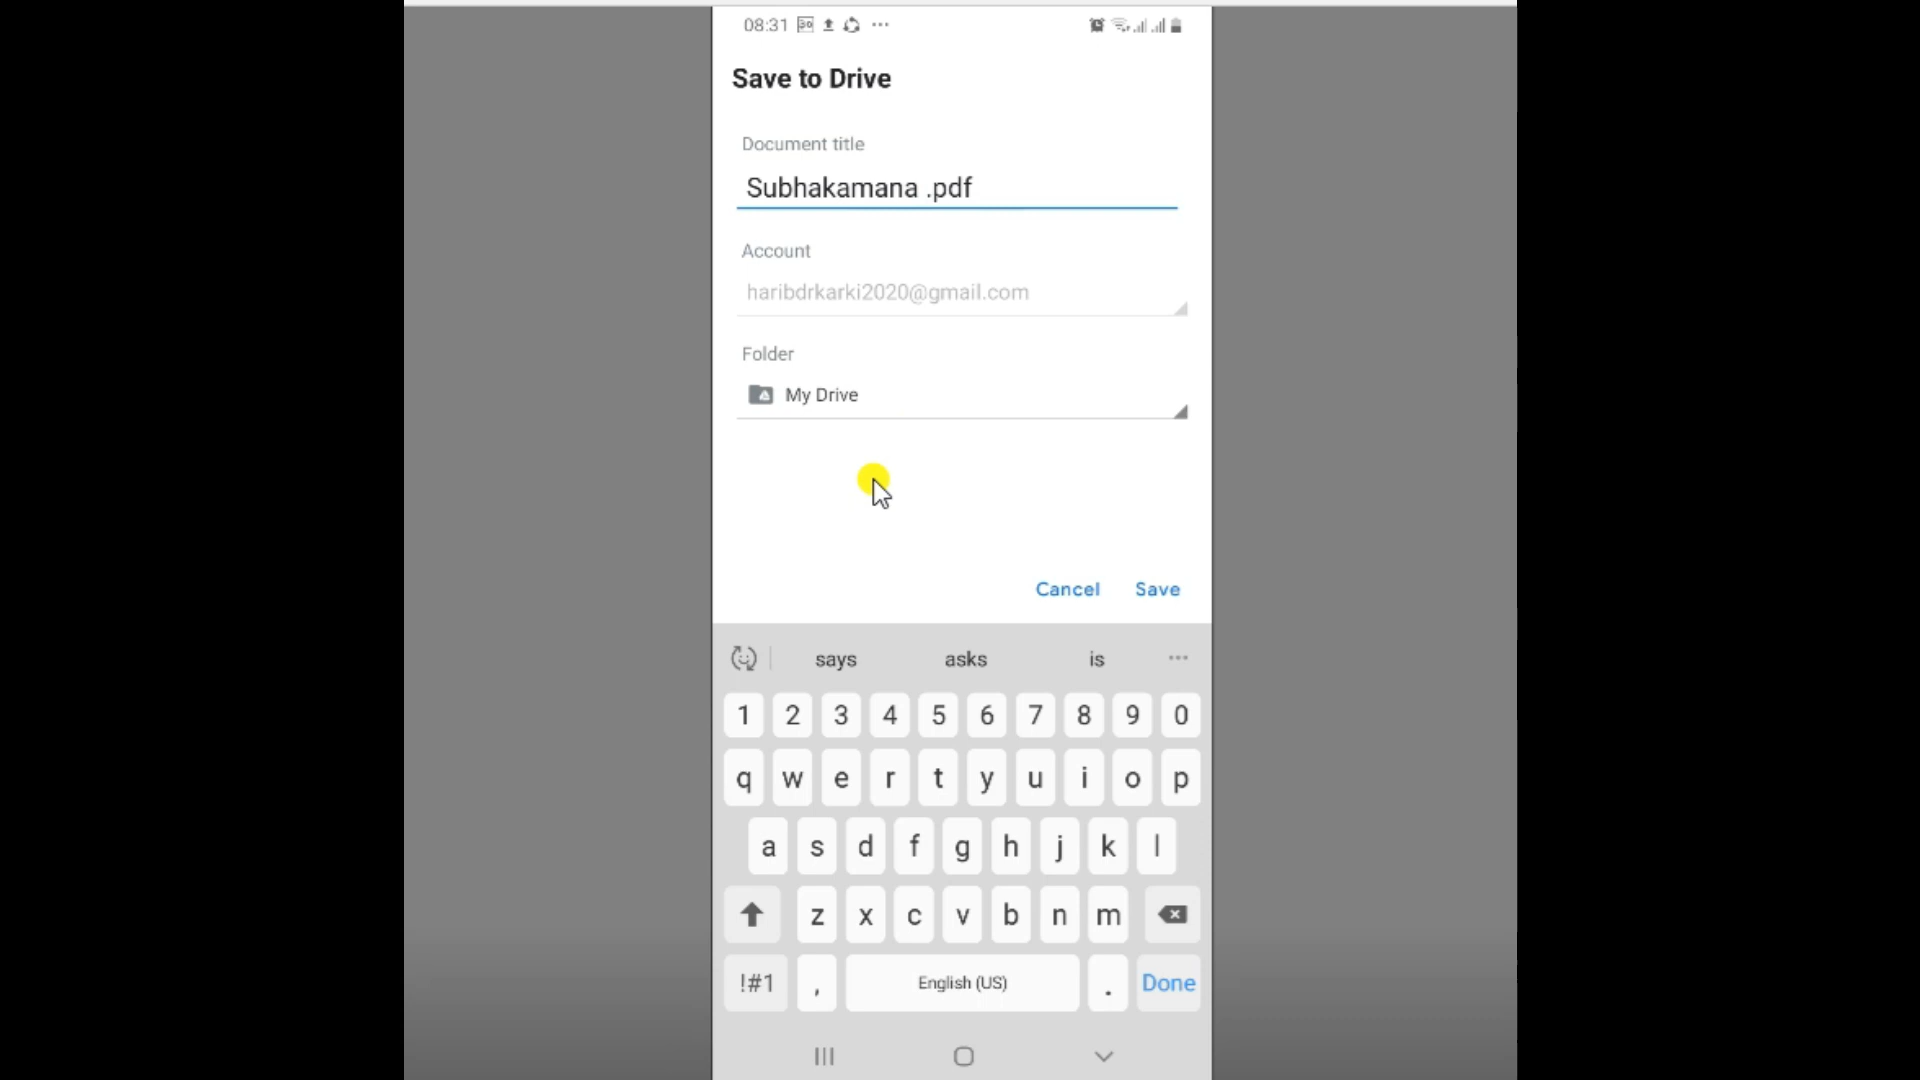 08:31
Save to Drive
Document title
Subhakamana .pdf
Account
haribdrkarki2020@gmail.com
Folder
My Drive
Cancel Save
says asks is
1 2 3 4 5 6 7 8 9 0
q w e r t y u i o p
a s d f g h j k l
z x c v b n m
!#1 , English (US) . Done